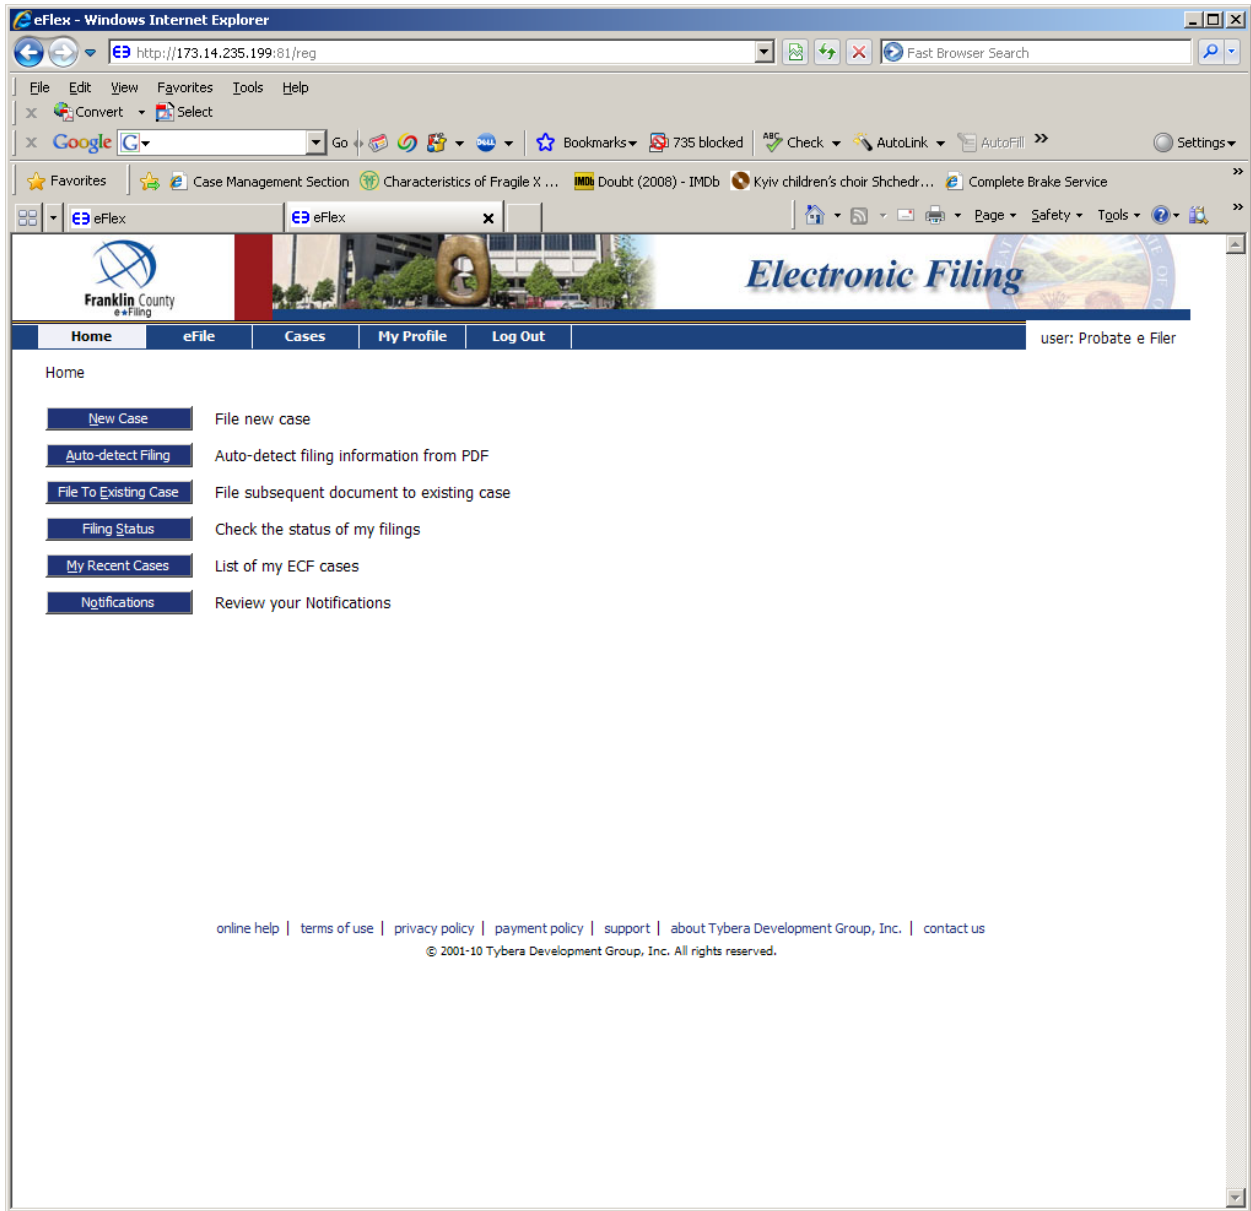 eFlex - Windows Internet Explorer
http://173.14.235.199:81/reg
Fast Browser Search
File Edit View Favorites Tools Help
x Convert Select
x Google G Go Bookmarks 735 blocked ABC Check AutoLink AutoFill >> Settings
Favorites Case Management Section Characteristics of Fragile X ... IMDb Doubt (2008) - IMDb Kyiv children's choir Shchedr... Complete Brake Service >>
eFlex eFlex x Page Safety Tools >>
Franklin County
e★Filing
Electronic Filing
Home eFile Cases My Profile Log Out user: Probate e Filer
Home
New Case File new case
Auto-detect Filing Auto-detect filing information from PDF
File To Existing Case File subsequent document to existing case
Filing Status Check the status of my filings
My Recent Cases List of my ECF cases
Notifications Review your Notifications
online help | terms of use | privacy policy | payment policy | support | about Tybera Development Group, Inc. | contact us
© 2001-10 Tybera Development Group, Inc. All rights reserved.